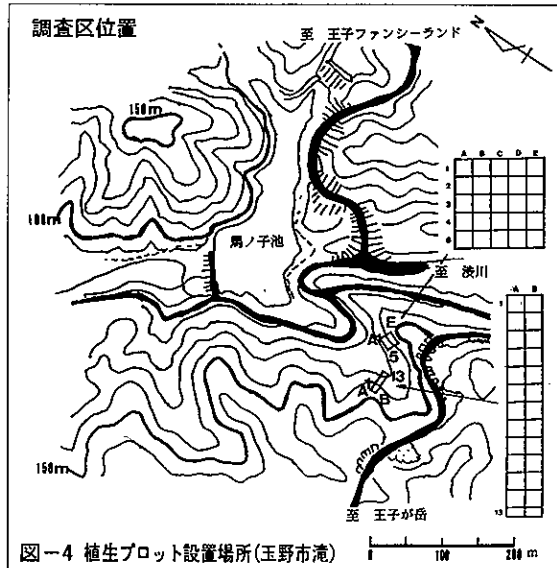 調査区位置
至 王子ファンシーランド
N
150m
A B C D E
1
2
3
4
5
100m
馬ノ子池
至 渋川
A B
1
E
A
5
13
A
B
150m
13
至 王子が岳
図-4 植生プロット設置場所(玉野市滝)
0 100 200 m